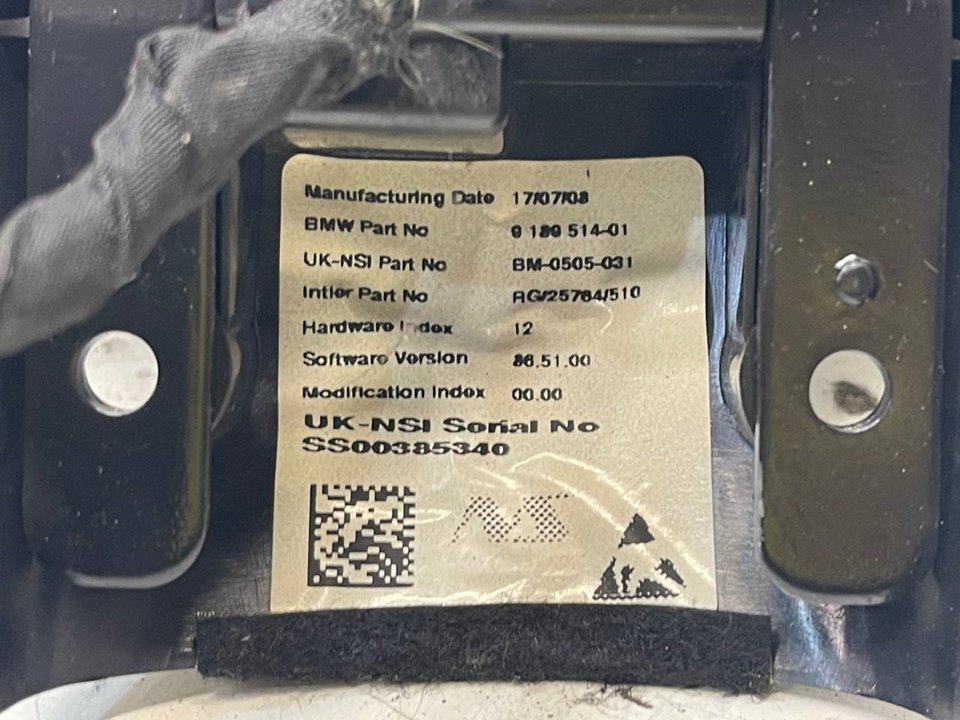 Manufacturing Date 17/07/08
BMW Part No 9 189 514-01
UK-NSI Part No BM-0505-031
Intier Part No RG/25764/510
Hardware Index 12
Software Version 86.51.00
Modification Index 00.00
UK-NSI Serial No
SS00385340
NS